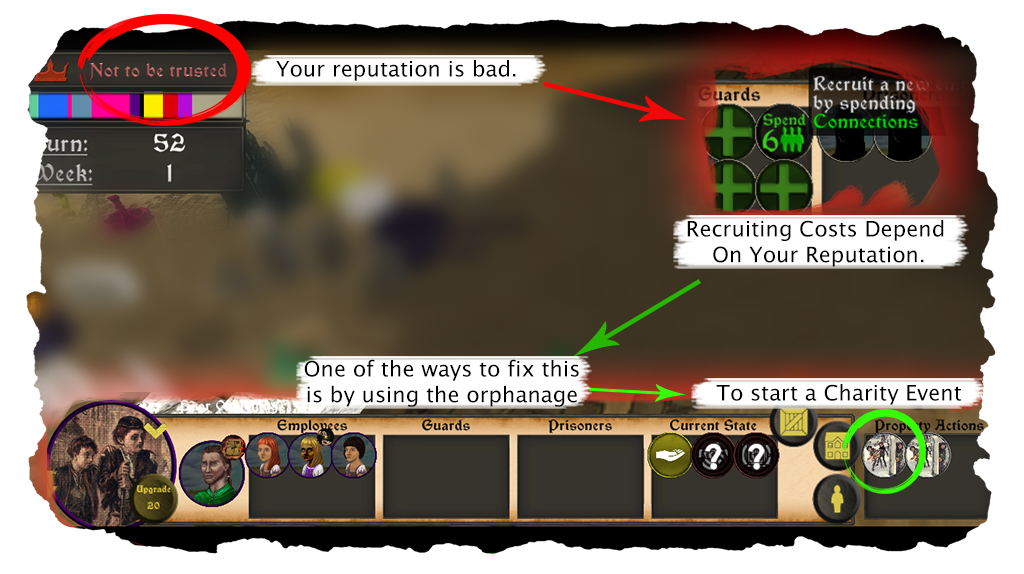 Not to be trusted
Your reputation is bad.
urn: 52
Week: 1
Guards
Spend
6
Recruit a new
by spending
Connections
Recruiting Costs Depend
On Your Reputation.
One of the ways to fix this
is by using the orphanage
To start a Charity Event
Employees
Guards
Prisoners
Current State
Property Actions
Upgrade
20